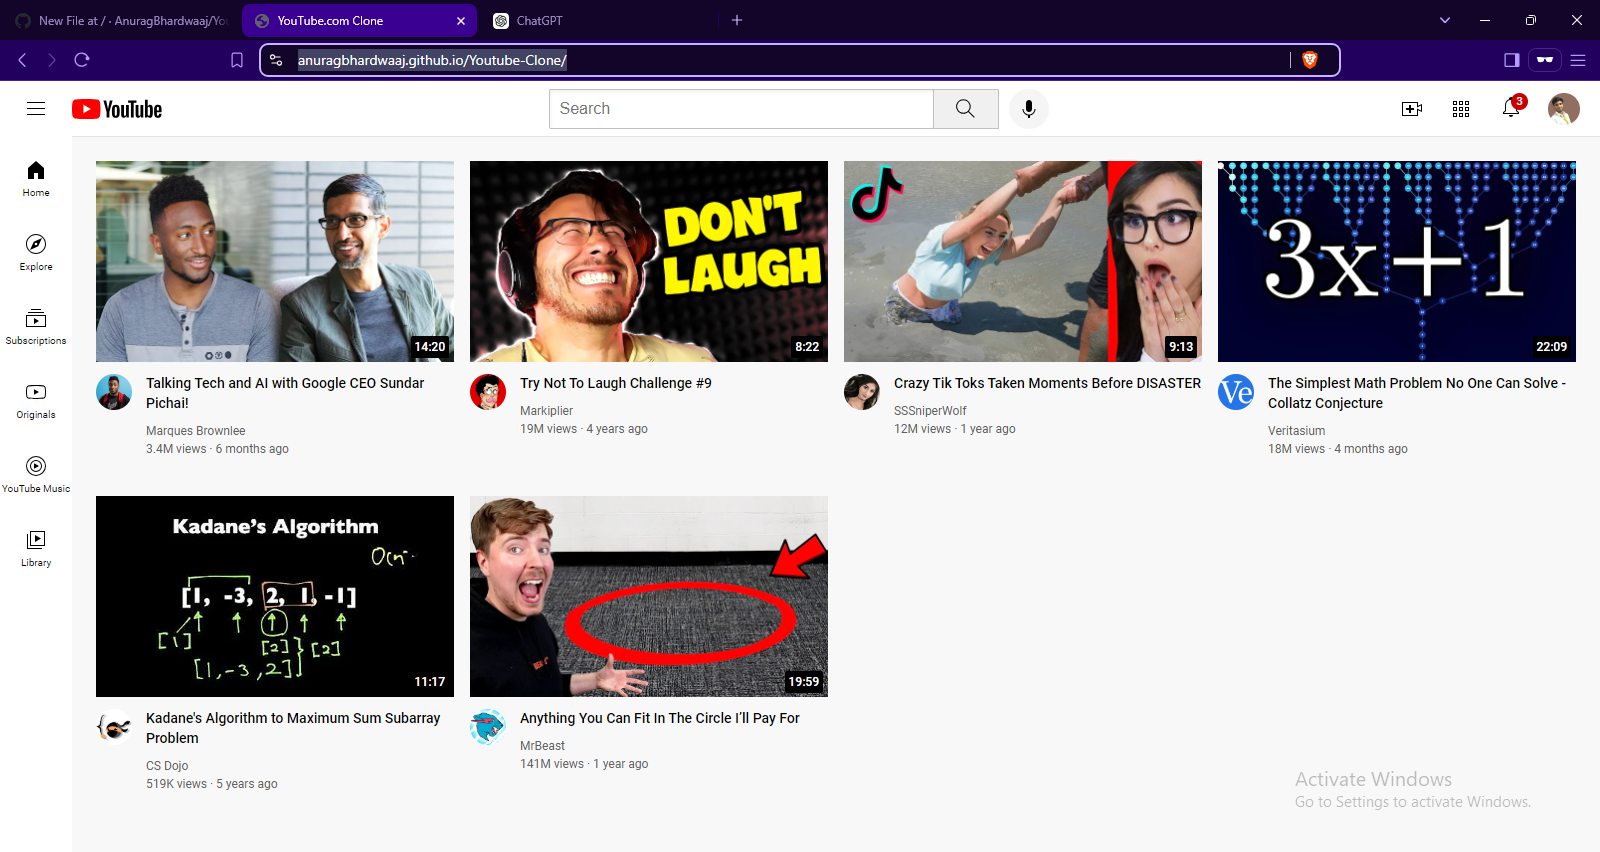 New File at / · AnuragBhardwaaj/You
YouTube.com Clone
ChatGPT
anuragbhardwaaj.github.io/Youtube-Clone/
YouTube
Search
3
Home
Explore
Subscriptions
Originals
YouTube Music
Library
14:20
Talking Tech and AI with Google CEO Sundar
Pichai!
Marques Brownlee
3.4M views · 6 months ago
DON'T
LAUGH
8:22
Try Not To Laugh Challenge #9
Markiplier
19M views · 4 years ago
9:13
Crazy Tik Toks Taken Moments Before DISASTER
SSSniperWolf
12M views · 1 year ago
3x+1
22:09
Ve
The Simplest Math Problem No One Can Solve -
Collatz Conjecture
Veritasium
18M views · 4 months ago
Kadane's Algorithm
[1, -3, 2, 1, -1]
[1]
[2]
[2]
[1, -3, 2]
11:17
Kadane's Algorithm to Maximum Sum Subarray
Problem
CS Dojo
519K views · 5 years ago
19:59
Anything You Can Fit In The Circle I’ll Pay For
MrBeast
141M views · 1 year ago
Activate Windows
Go to Settings to activate Windows.